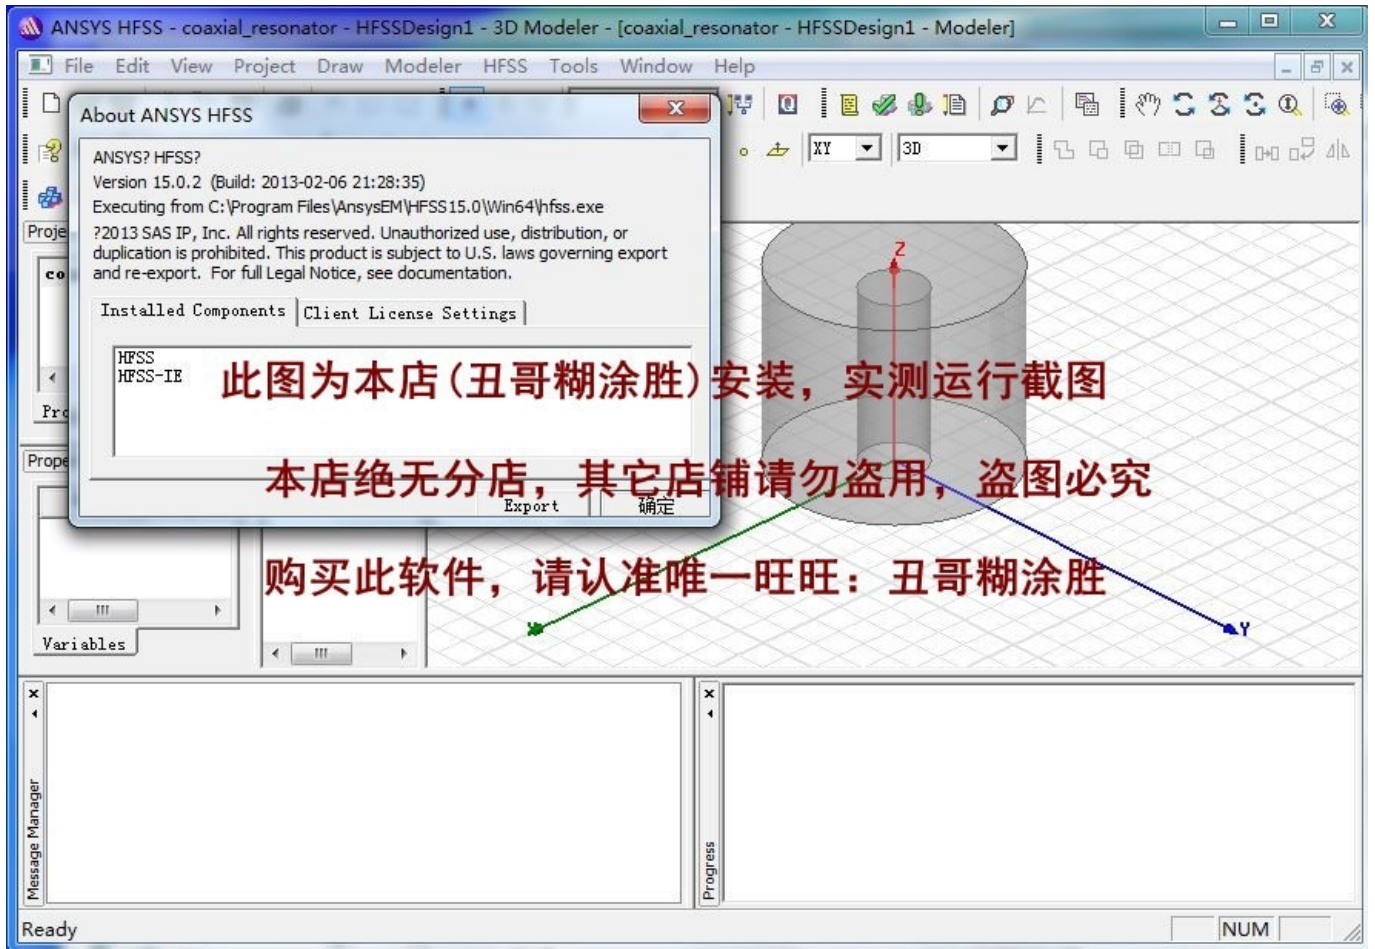 ANSYS HFSS - coaxial_resonator - HFSSDesign1 - 3D Modeler - [coaxial_resonator - HFSSDesign1 - Modeler]
File Edit View Project Draw Modeler HFSS Tools Window Help
About ANSYS HFSS
XY 3D
ANSYS? HFSS?
Version 15.0.2 (Build: 2013-02-06 21:28:35)
Executing from C:\Program Files\AnsysEM\HFSS15.0\Win64\hfss.exe
?2013 SAS IP, Inc. All rights reserved. Unauthorized use, distribution, or
duplication is prohibited. This product is subject to U.S. laws governing export
and re-export. For full Legal Notice, see documentation.
Installed Components Client License Settings
HFSS
HFSS-IE
Export 确定
此图为本店(丑哥糊涂胜)安装，实测运行截图
本店绝无分店，其它店铺请勿盗用，盗图必究
购买此软件，请认准唯一旺旺：丑哥糊涂胜
Proje
co
Pro
Prope
Variables
Z
X
Y
Message Manager
Progress
Ready
NUM